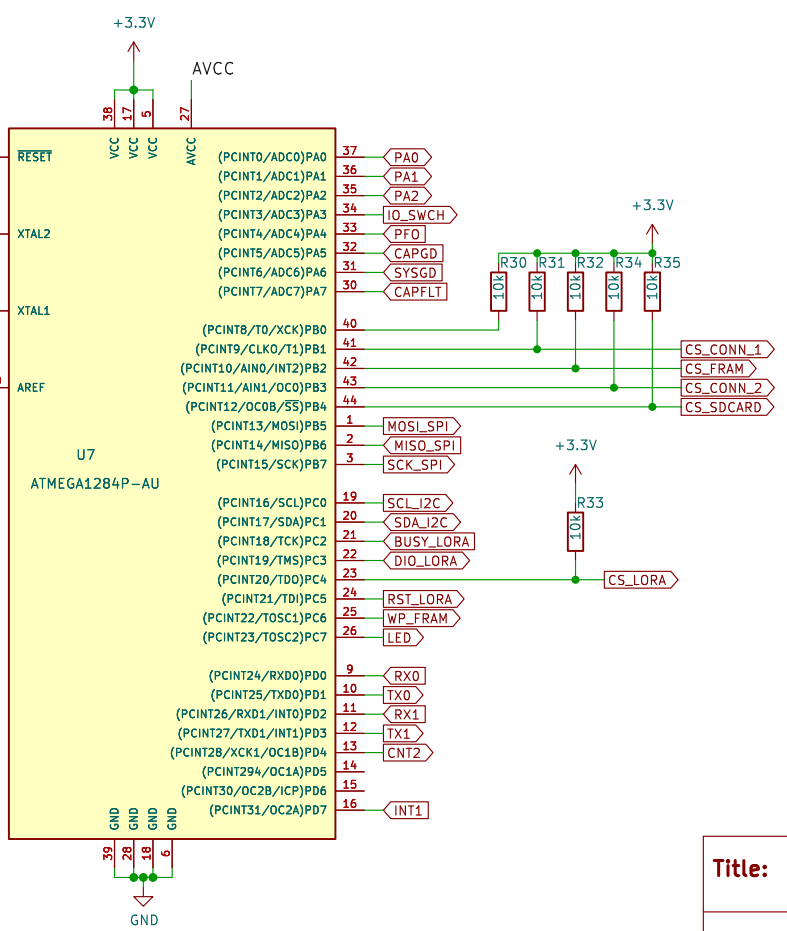 +3.3V
AVCC
38
17
5
27
VCC
VCC
VCC
AVCC
RESET
XTAL2
XTAL1
AREF
U7
ATMEGA1284P-AU
(PCINT0/ADC0)PA0 37 PA0
(PCINT1/ADC1)PA1 36 PA1
(PCINT2/ADC2)PA2 35 PA2
(PCINT3/ADC3)PA3 34 IO_SWCH
(PCINT4/ADC4)PA4 33 PFO
(PCINT5/ADC5)PA5 32 CAPGD
(PCINT6/ADC6)PA6 31 SYSGD
(PCINT7/ADC7)PA7 30 CAPFLT
+3.3V
R30 R31 R32 R34 R35
10k 10k 10k 10k 10k
(PCINT8/T0/XCK)PB0 40
(PCINT9/CLKO/T1)PB1 41 CS_CONN_1
(PCINT10/AIN0/INT2)PB2 42 CS_FRAM
(PCINT11/AIN1/OC0)PB3 43 CS_CONN_2
(PCINT12/OC0B/SS)PB4 44 CS_SDCARD
(PCINT13/MOSI)PB5 1 MOSI_SPI
(PCINT14/MISO)PB6 2 MISO_SPI
(PCINT15/SCK)PB7 3 SCK_SPI
+3.3V
R33
10k
(PCINT16/SCL)PC0 19 SCL_I2C
(PCINT17/SDA)PC1 20 SDA_I2C
(PCINT18/TCK)PC2 21 BUSY_LORA
(PCINT19/TMS)PC3 22 DIO_LORA
(PCINT20/TDO)PC4 23 CS_LORA
(PCINT21/TDI)PC5 24 RST_LORA
(PCINT22/TOSC1)PC6 25 WP_FRAM
(PCINT23/TOSC2)PC7 26 LED
(PCINT24/RXD0)PD0 9 RX0
(PCINT25/TXD0)PD1 10 TX0
(PCINT26/RXD1/INT0)PD2 11 RX1
(PCINT27/TXD1/INT1)PD3 12 TX1
(PCINT28/XCK1/OC1B)PD4 13 CNT2
(PCINT294/OC1A)PD5 14
(PCINT30/OC2B/ICP)PD6 15
(PCINT31/OC2A)PD7 16 INT1
GND
GND
GND
GND
39
28
18
6
GND
Title: